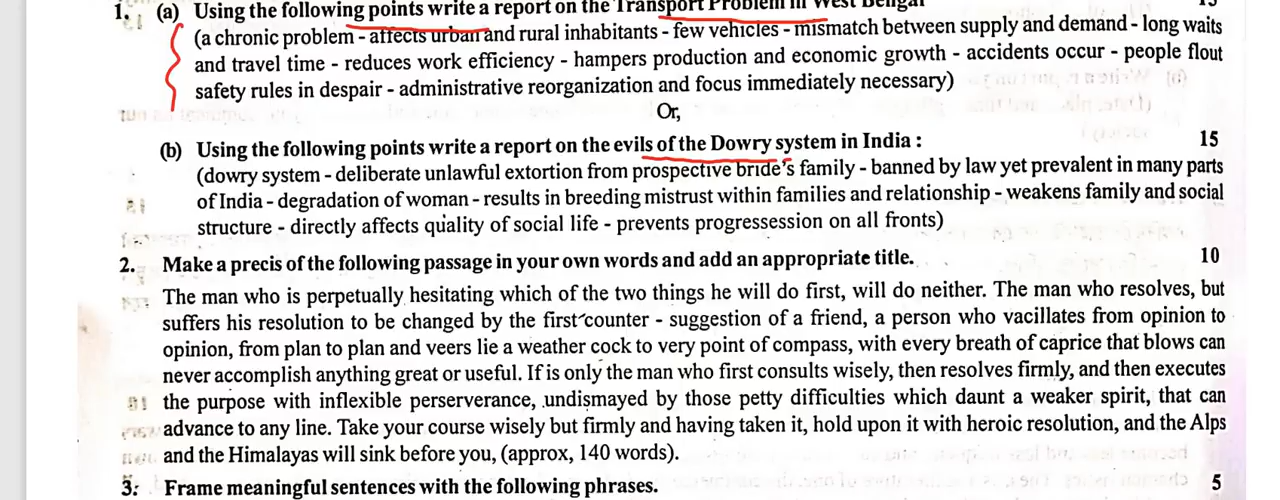 1. (a) Using the following points write a report on the Transport Problem in West Bengal 15
(a chronic problem - affects urban and rural inhabitants - few vehicles - mismatch between supply and demand - long waits
and travel time - reduces work efficiency - hampers production and economic growth - accidents occur - people flout
safety rules in despair - administrative reorganization and focus immediately necessary)
Or,
(b) Using the following points write a report on the evils of the Dowry system in India : 15
(dowry system - deliberate unlawful extortion from prospective bride's family - banned by law yet prevalent in many parts
of India - degradation of woman - results in breeding mistrust within families and relationship - weakens family and social
structure - directly affects quality of social life - prevents progressession on all fronts)
2. Make a precis of the following passage in your own words and add an appropriate title. 10
The man who is perpetually hesitating which of the two things he will do first, will do neither. The man who resolves, but
suffers his resolution to be changed by the first counter - suggestion of a friend, a person who vacillates from opinion to
opinion, from plan to plan and veers lie a weather cock to very point of compass, with every breath of caprice that blows can
never accomplish anything great or useful. If is only the man who first consults wisely, then resolves firmly, and then executes
the purpose with inflexible perserverance, undismayed by those petty difficulties which daunt a weaker spirit, that can
advance to any line. Take your course wisely but firmly and having taken it, hold upon it with heroic resolution, and the Alps
and the Himalayas will sink before you, (approx, 140 words).
3. Frame meaningful sentences with the following phrases. 5